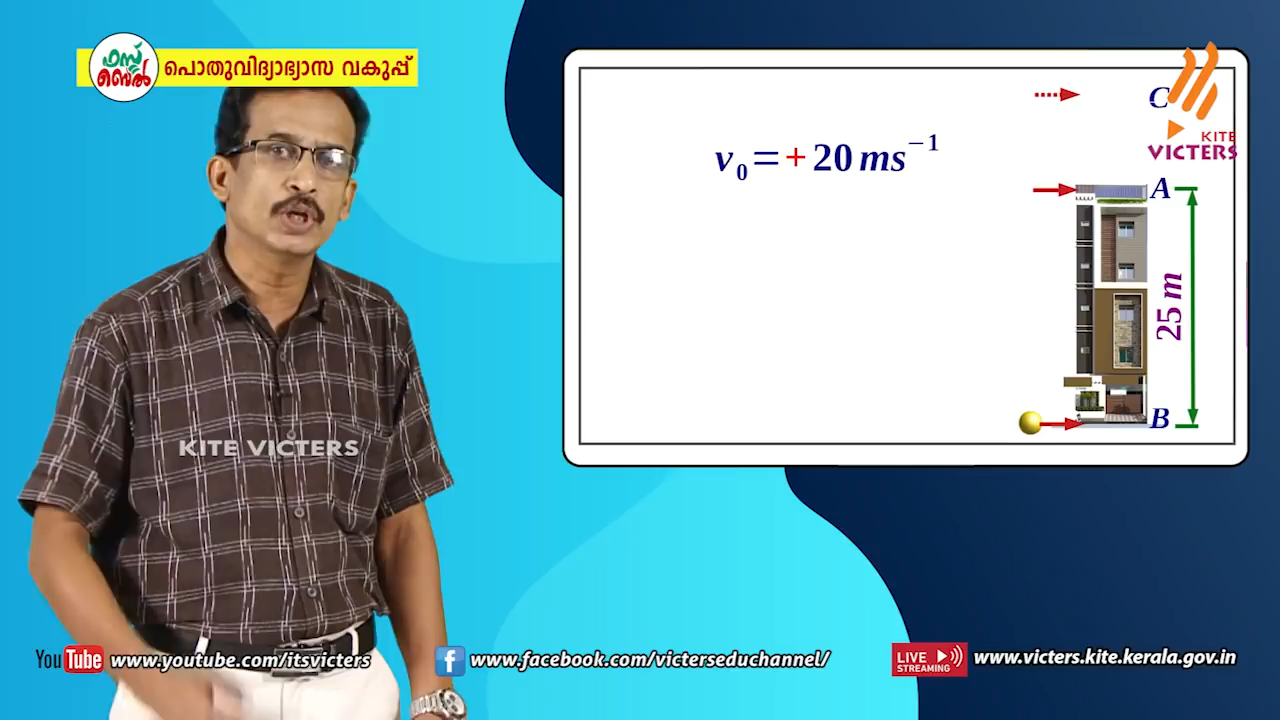 ഫസ്റ്റ്
ബെൽ
പൊതുവിദ്യാഭ്യാസ വകുപ്പ്
C
KITE
VICTERS
v₀ = + 20 ms⁻¹
A
25 m
B
KITE VICTERS
YouTube www.youtube.com/itsvicters
f www.facebook.com/victerseduchannel/
LIVE
STREAMING
www.victers.kite.kerala.gov.in